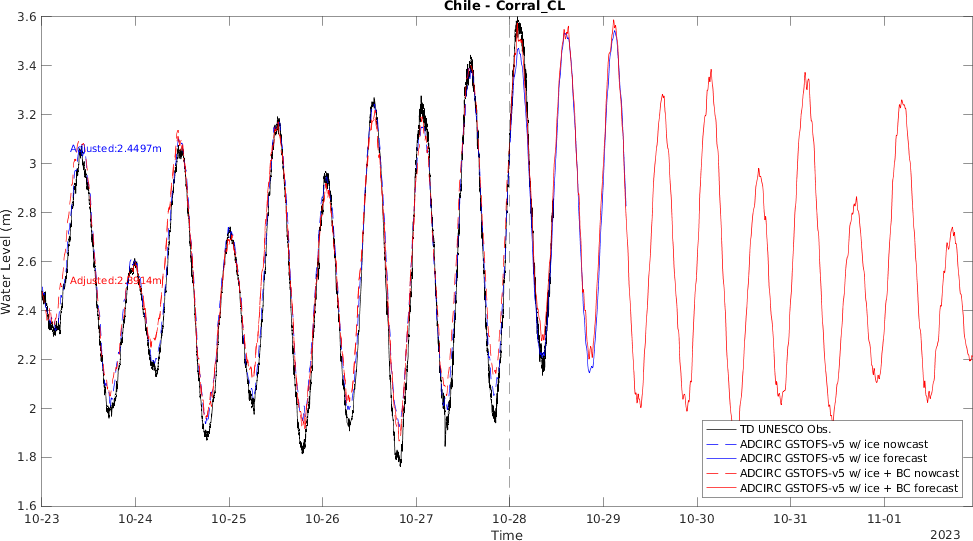 Chile - Corral_CL
3.6
3.4
3.2
3
2.8
2.6
2.4
2.2
2
1.8
1.6
Water Level (m)
Adjusted:2.4497m
Adjusted:2.3914m
TD UNESCO Obs.
ADCIRC GSTOFS-v5 w/ ice nowcast
ADCIRC GSTOFS-v5 w/ ice forecast
ADCIRC GSTOFS-v5 w/ ice + BC nowcast
ADCIRC GSTOFS-v5 w/ ice + BC forecast
10-23 10-24 10-25 10-26 10-27 10-28 10-29 10-30 10-31 11-01
Time
2023